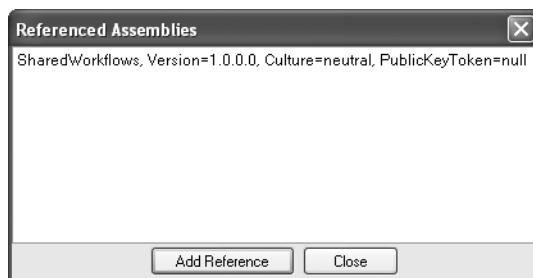 Referenced Assemblies
SharedWorkflows, Version=1.0.0.0, Culture=neutral, PublicKeyToken=null
Add Reference
Close